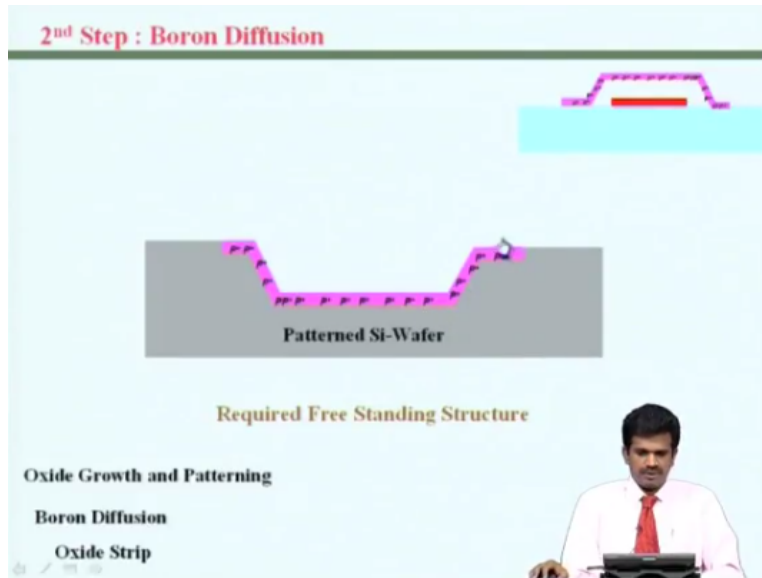 2nd Step : Boron Diffusion
Patterned Si-Wafer
Required Free Standing Structure
Oxide Growth and Patterning
Boron Diffusion
Oxide Strip